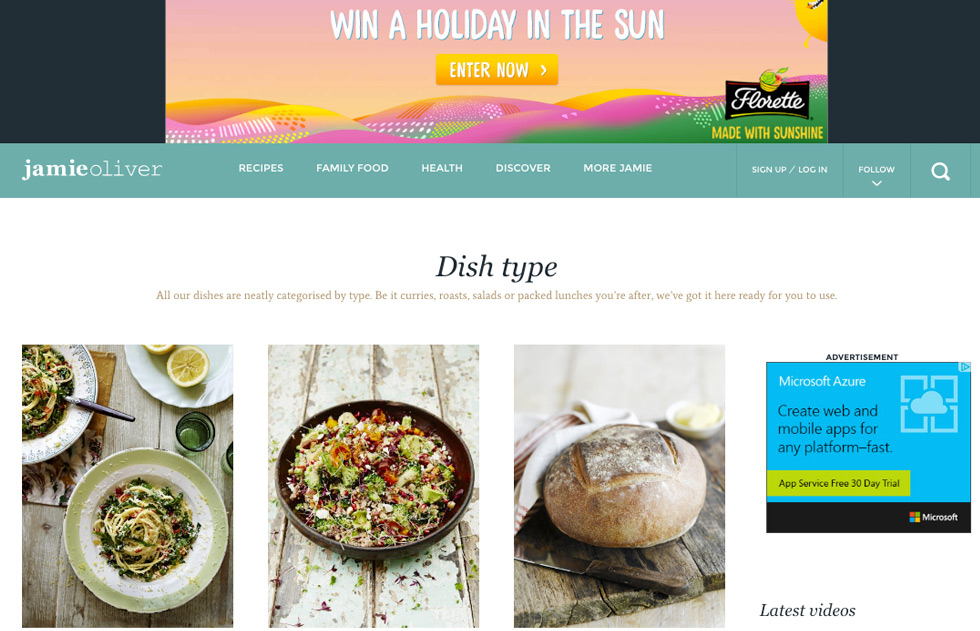 WIN A HOLIDAY IN THE SUN
ENTER NOW
Florette
MADE WITH SUNSHINE
jamieoliver
RECIPES
FAMILY FOOD
HEALTH
DISCOVER
MORE JAMIE
SIGN UP / LOG IN
FOLLOW
Dish type
All our dishes are neatly categorised by type. Be it curries, roasts, salads or packed lunches you're after, we've got it here ready for you to use.
ADVERTISEMENT
Microsoft Azure
Create web and
mobile apps for
any platform–fast.
App Service Free 30 Day Trial
Microsoft
Latest videos